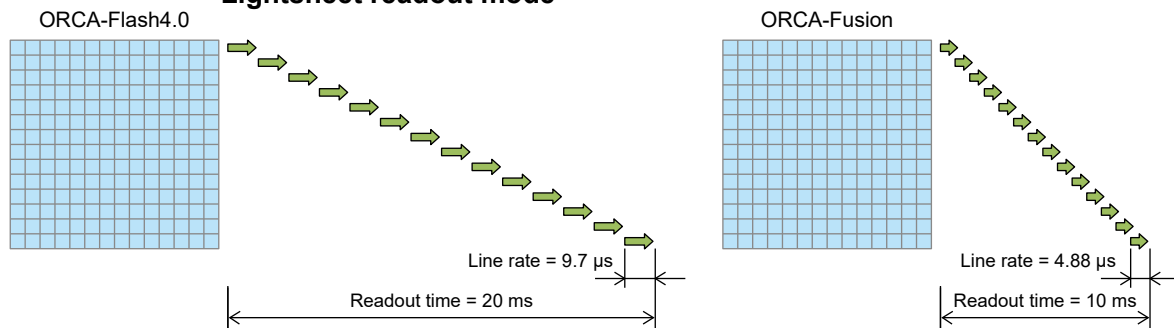 Lightsheet readout mode
ORCA-Flash4.0
ORCA-Fusion
Line rate = 9.7 µs
Line rate = 4.88 µs
Readout time = 20 ms
Readout time = 10 ms